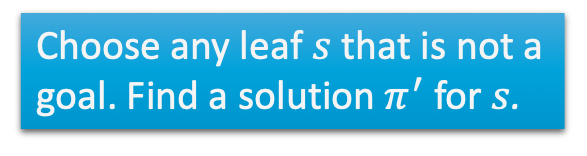 Choose any leaf s that is not a
goal. Find a solution π′ for s.